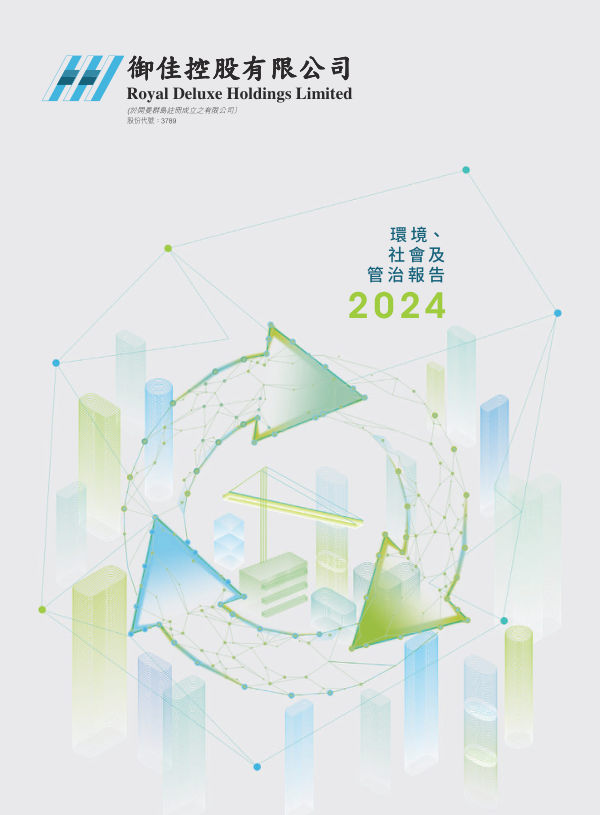 御佳控股有限公司
Royal Deluxe Holdings Limited
(於開曼群島註冊成立之有限公司)
股份代號：3789
環境、
社會及
管治報告
2024